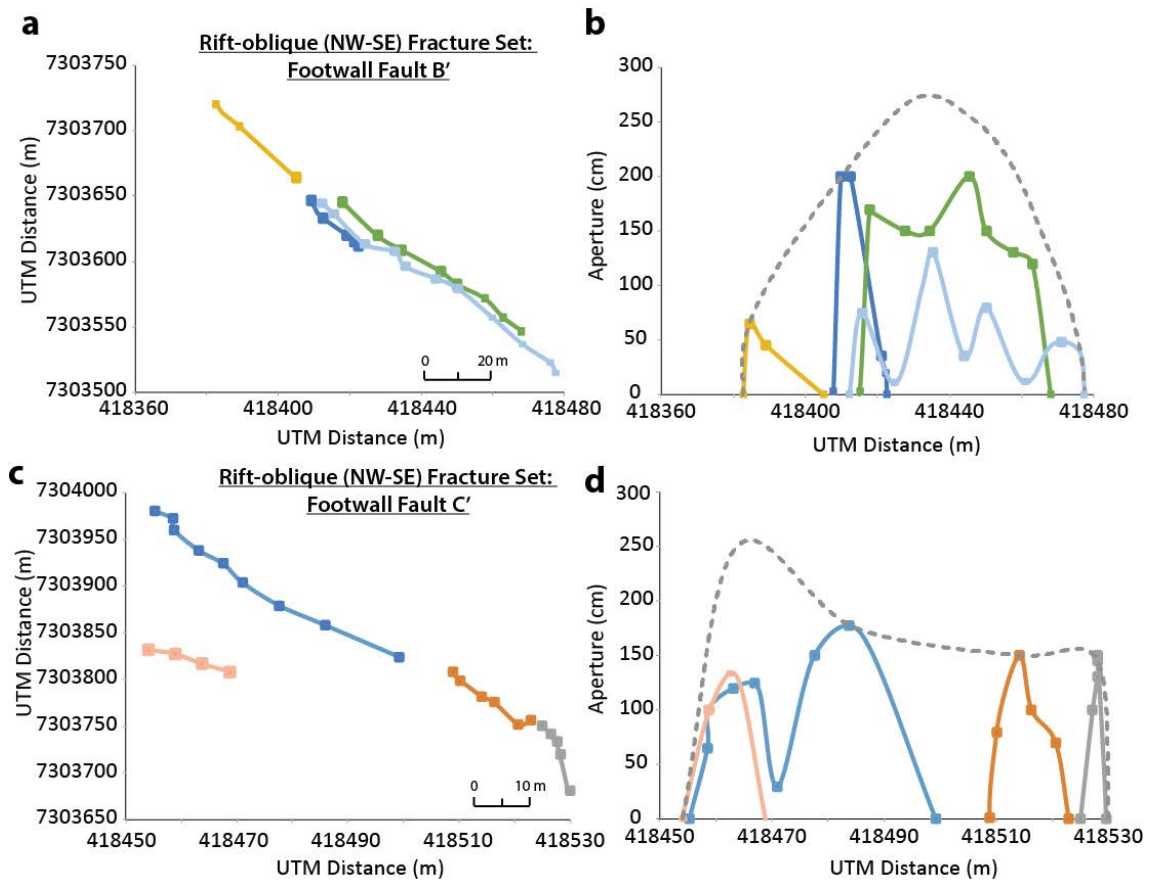 a
Rift-oblique (NW-SE) Fracture Set:
Footwall Fault B’
UTM Distance (m)
7303750
7303700
7303650
7303600
7303550
7303500
0 20 m
418360 418400 418440 418480
UTM Distance (m)
b
Aperture (cm)
300
250
200
150
100
50
0
418360 418400 418440 418480
UTM Distance (m)
c
Rift-oblique (NW-SE) Fracture Set:
Footwall Fault C’
UTM Distance (m)
7304000
7303950
7303900
7303850
7303800
7303750
7303700
7303650
0 10 m
418450 418470 418490 418510 418530
UTM Distance (m)
d
Aperture (cm)
300
250
200
150
100
50
0
418450 418470 418490 418510 418530
UTM Distance (m)